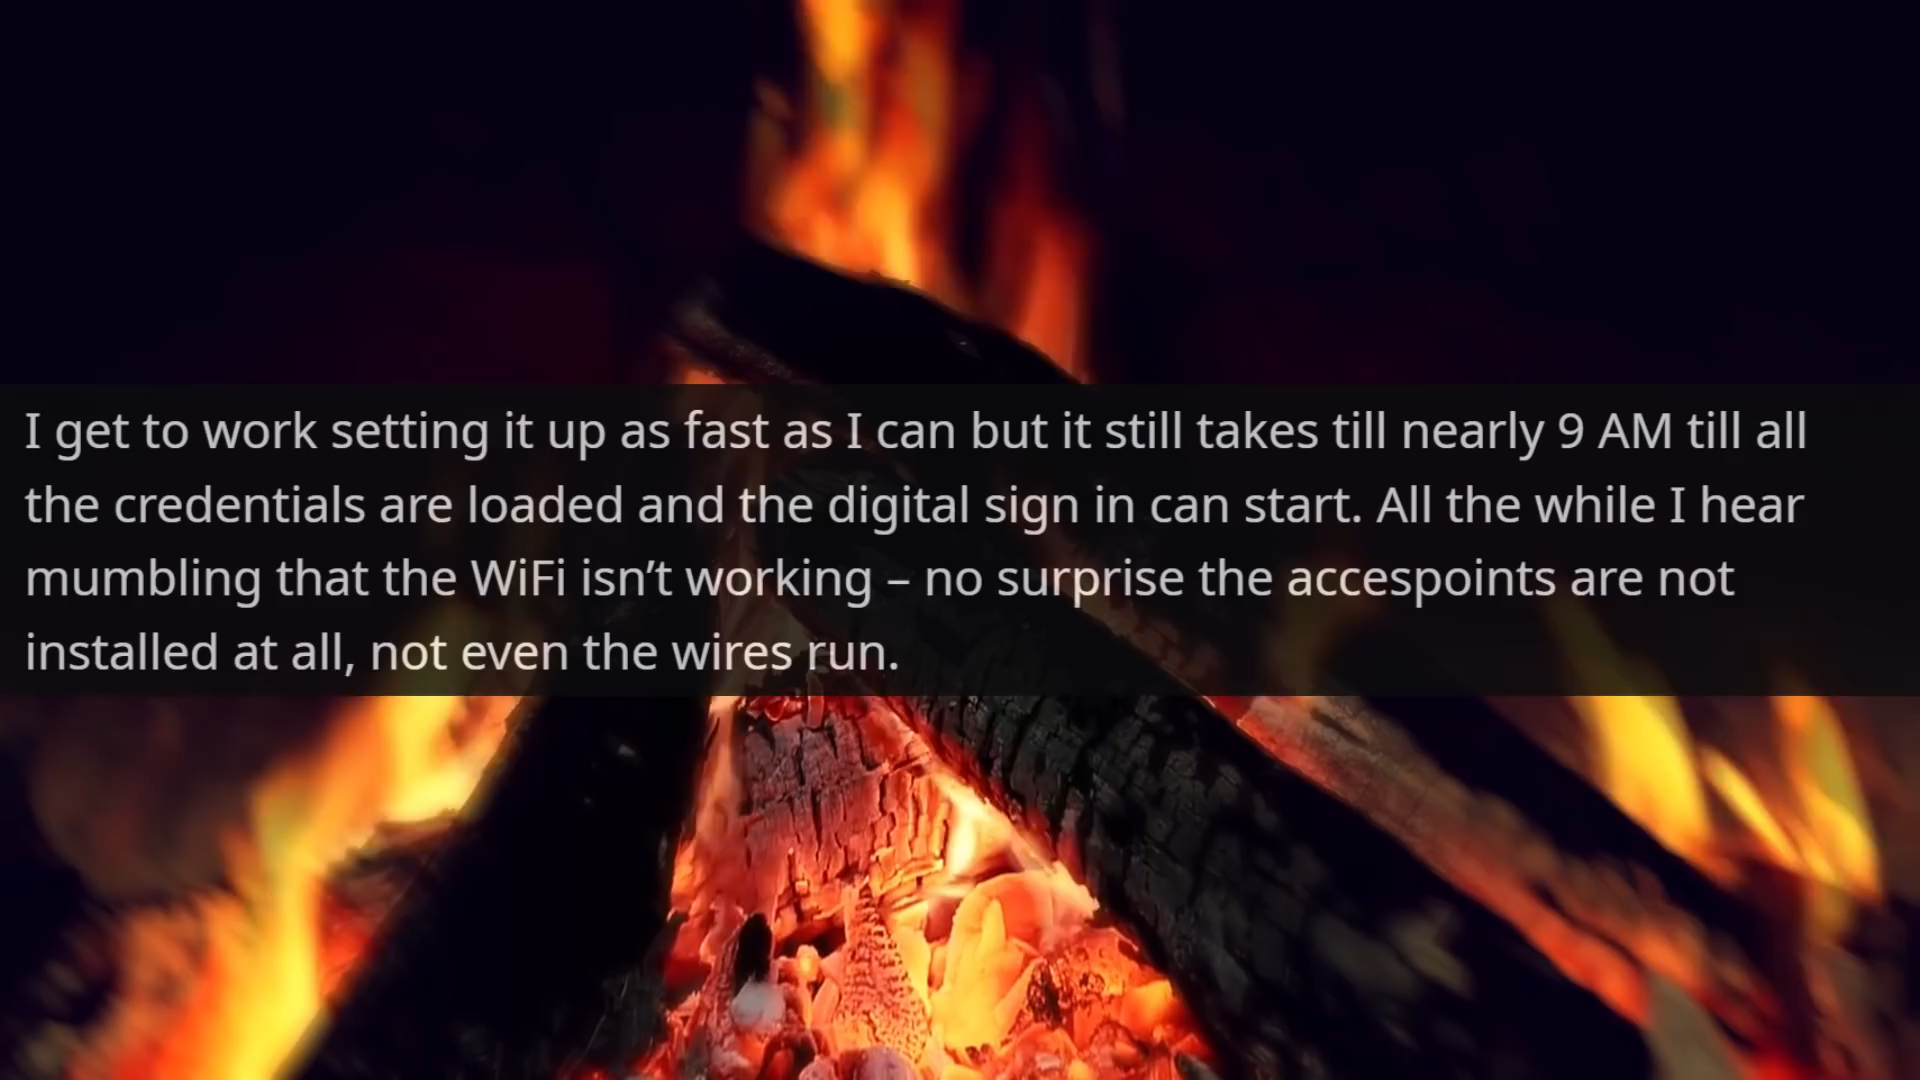 I get to work setting it up as fast as I can but it still takes till nearly 9 AM till all
the credentials are loaded and the digital sign in can start. All the while I hear
mumbling that the WiFi isn’t working – no surprise the accespoints are not
installed at all, not even the wires run.